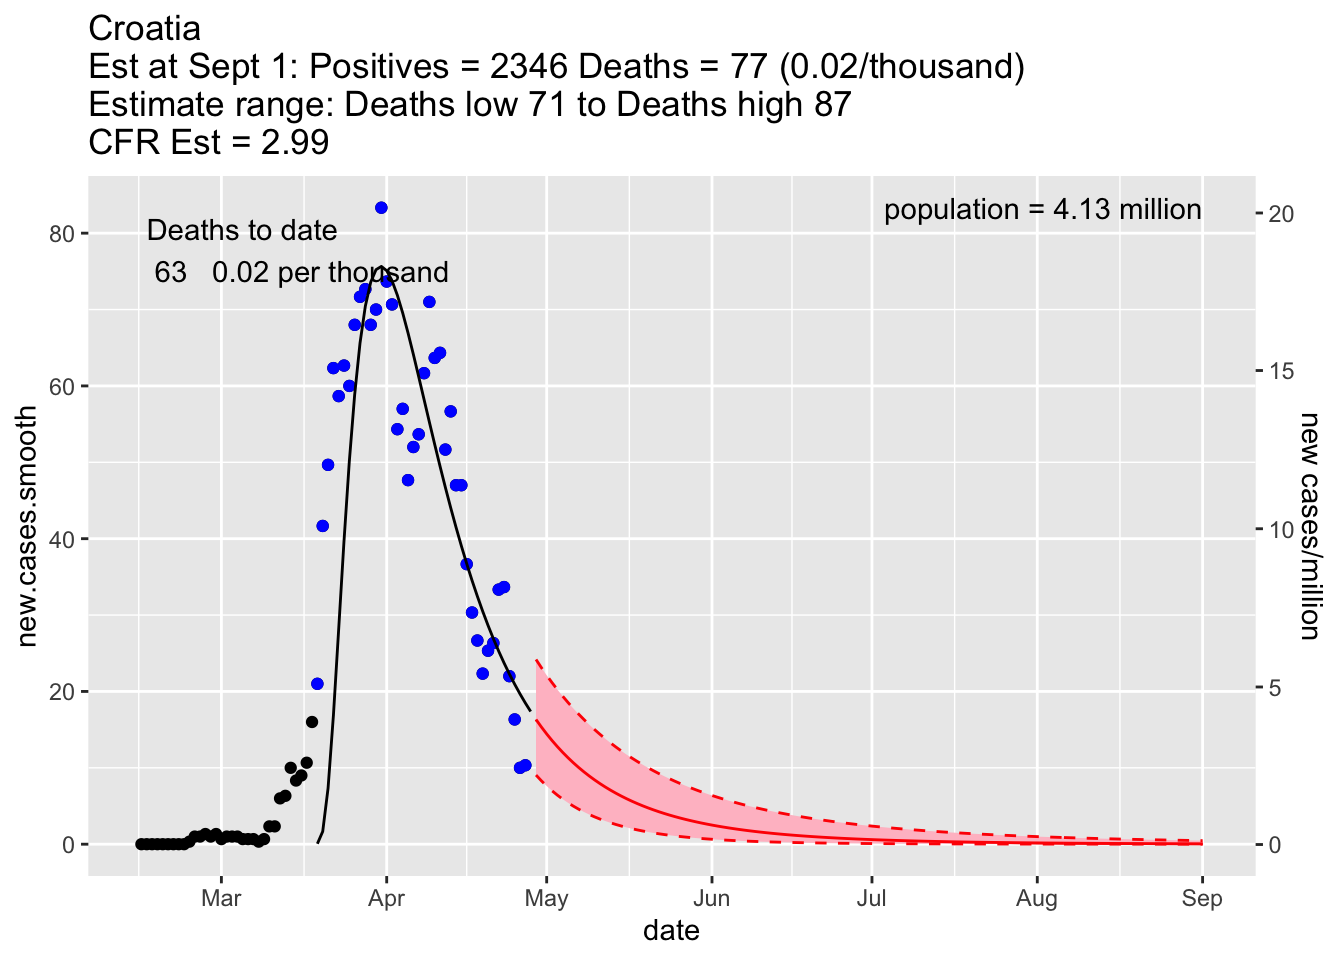 Croatia
Est at Sept 1: Positives = 2346 Deaths = 77 (0.02/thousand)
Estimate range: Deaths low 71 to Deaths high 87
CFR Est = 2.99
population = 4.13 million
Deaths to date
63 0.02 per thousand
80
60
40
20
0
new.cases.smooth
20
15
10
5
0
new cases/million
Mar Apr May Jun Jul Aug Sep
date